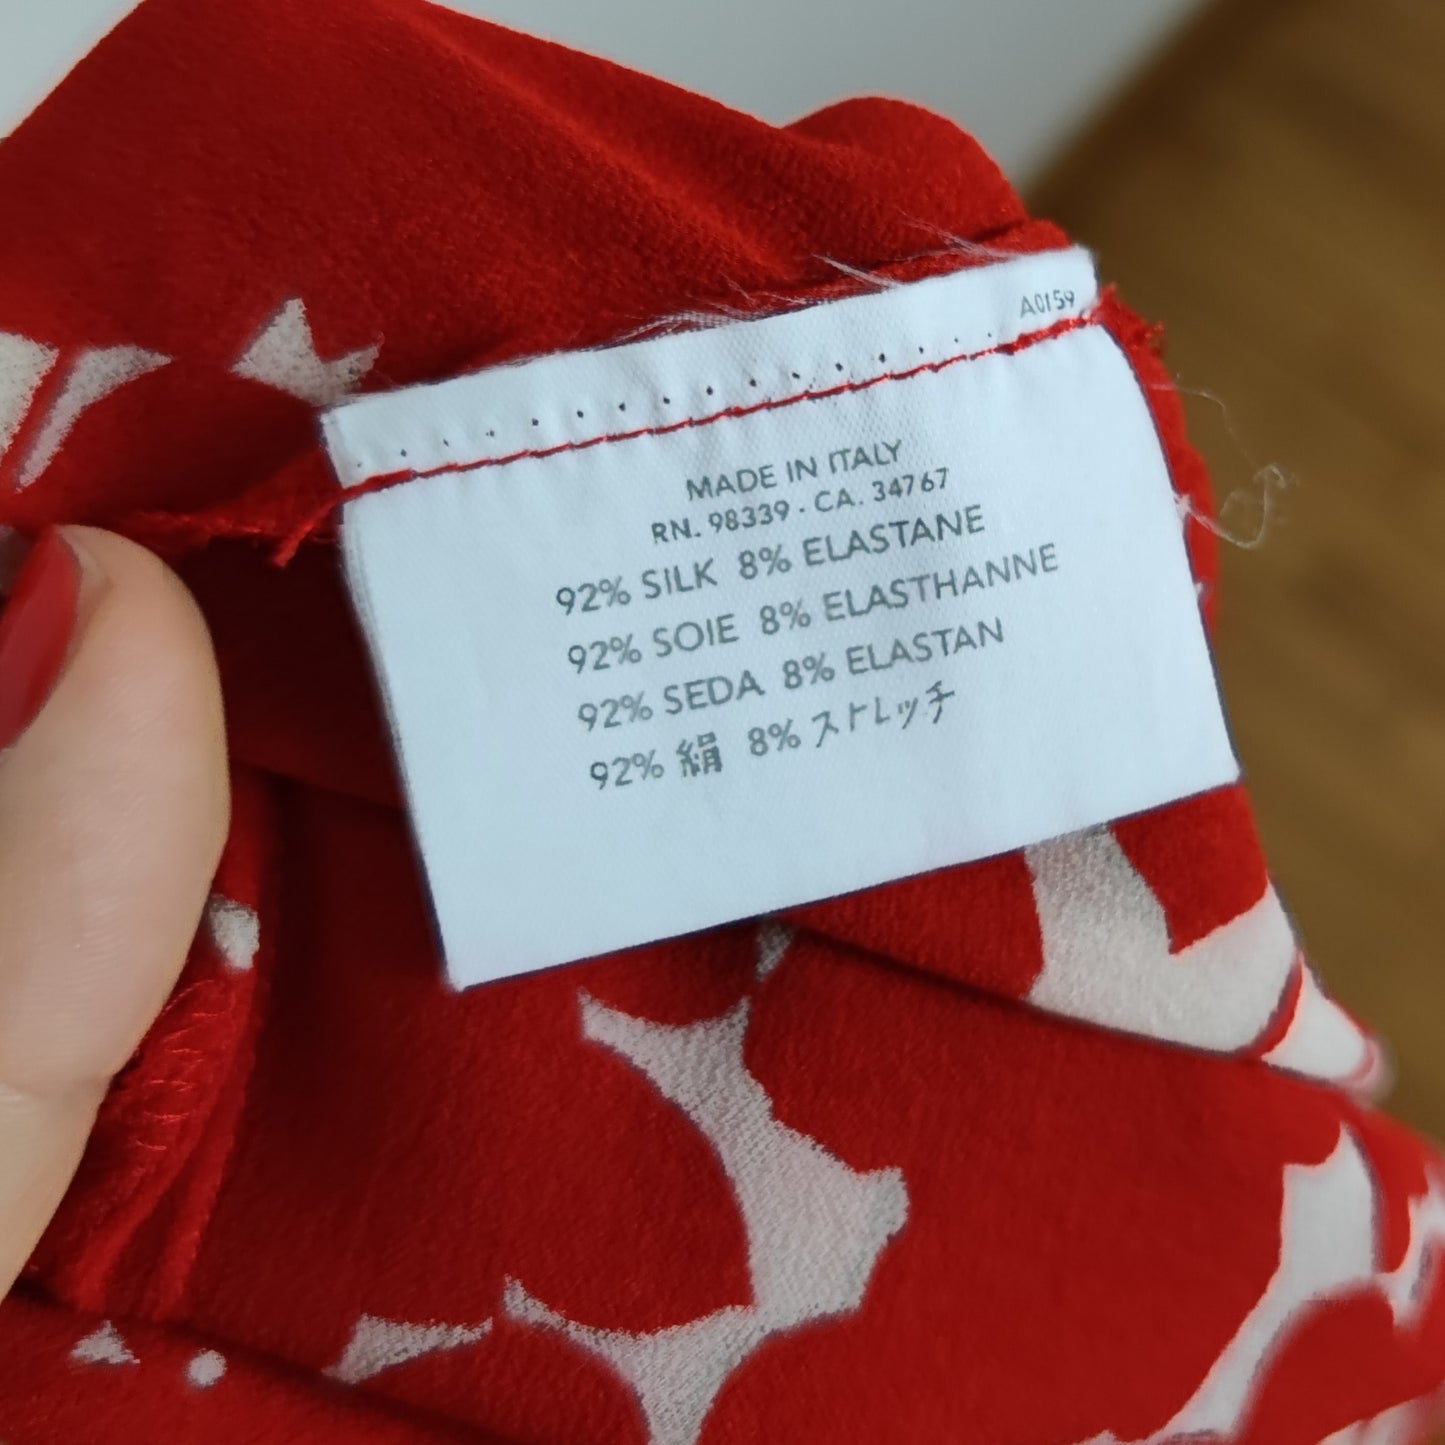 A0159
MADE IN ITALY
RN. 98339 · CA. 34767
92% SILK 8% ELASTANE
92% SOIE 8% ELASTHANNE
92% SEDA 8% ELASTAN
92% 絹 8% ストレッチ